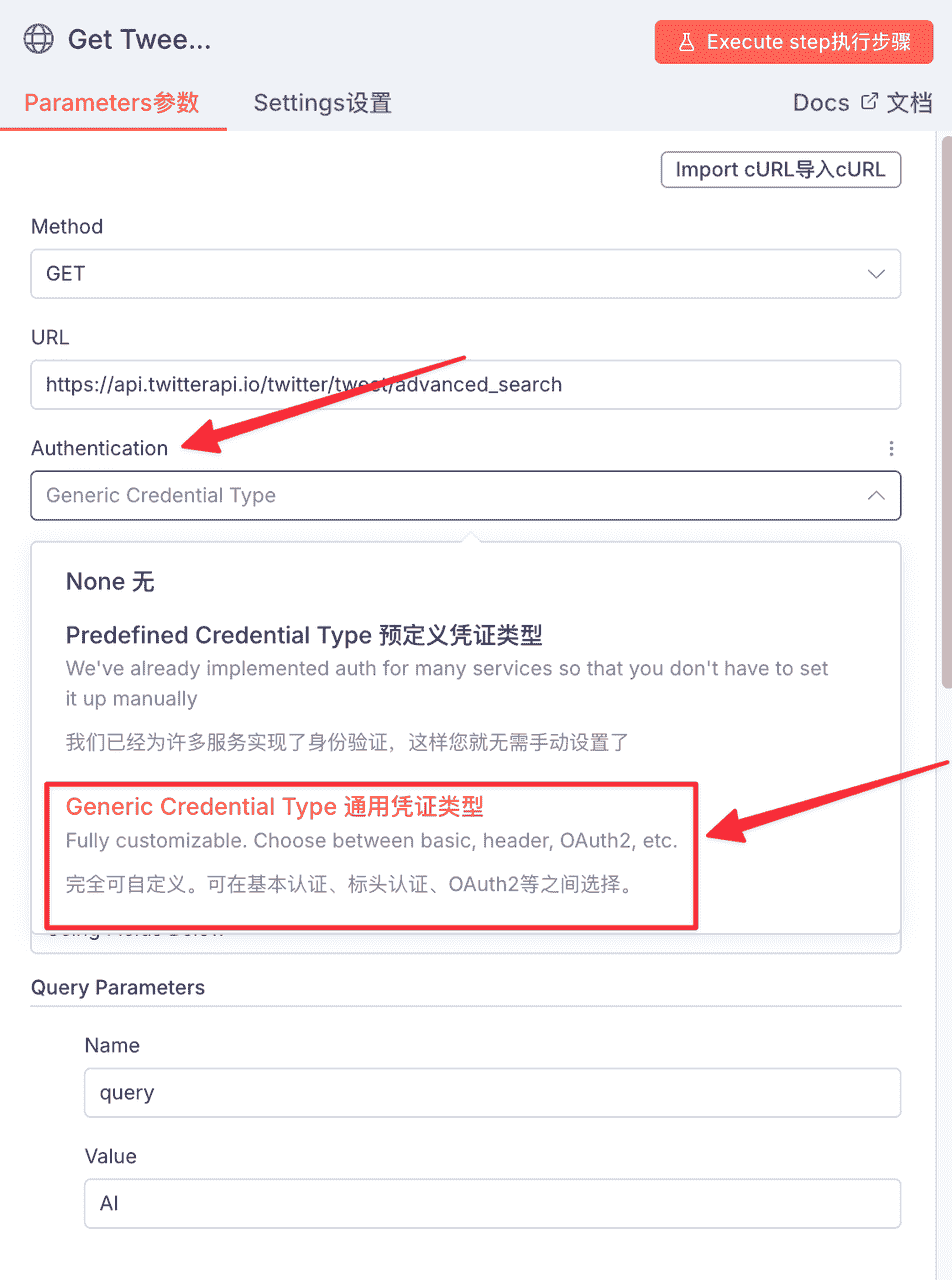 Get Twee...
Execute step执行步骤
Parameters参数
Settings设置
Docs 文档
Import cURL导入cURL
Method
GET
URL
https://api.twitterapi.io/twitter/tweet/advanced_search
Authentication
Generic Credential Type
None 无
Predefined Credential Type 预定义凭证类型
We've already implemented auth for many services so that you don't have to set
it up manually
我们已经为许多服务实现了身份验证，这样您就无需手动设置了
Generic Credential Type 通用凭证类型
Fully customizable. Choose between basic, header, OAuth2, etc.
完全可自定义。可在基本认证、标头认证、OAuth2等之间选择。
Query Parameters
Name
query
Value
AI